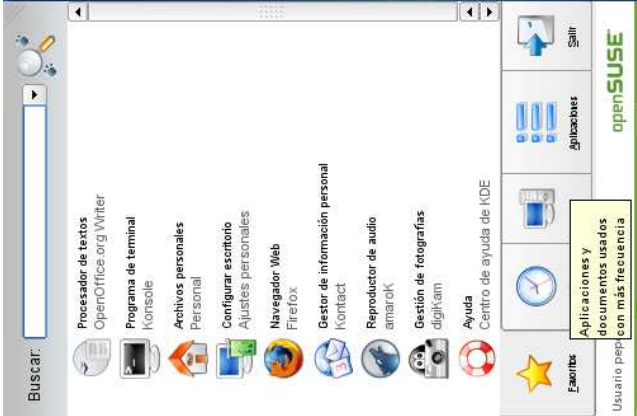 Buscar:
Procesador de textos
OpenOffice.org Writer
Programa de terminal
Konsole
Archivos personales
Personal
Configurar escritorio
Ajustes personales
Navegador Web
Firefox
Gestor de información personal
Kontact
Reproductor de audio
amaroK
Gestión de fotografías
digiKam
Ayuda
Centro de ayuda de KDE
Favoritos
Aplicaciones
Salir
Aplicaciones y
documentos usados
con más frecuencia
Usuario pepe
openSUSE